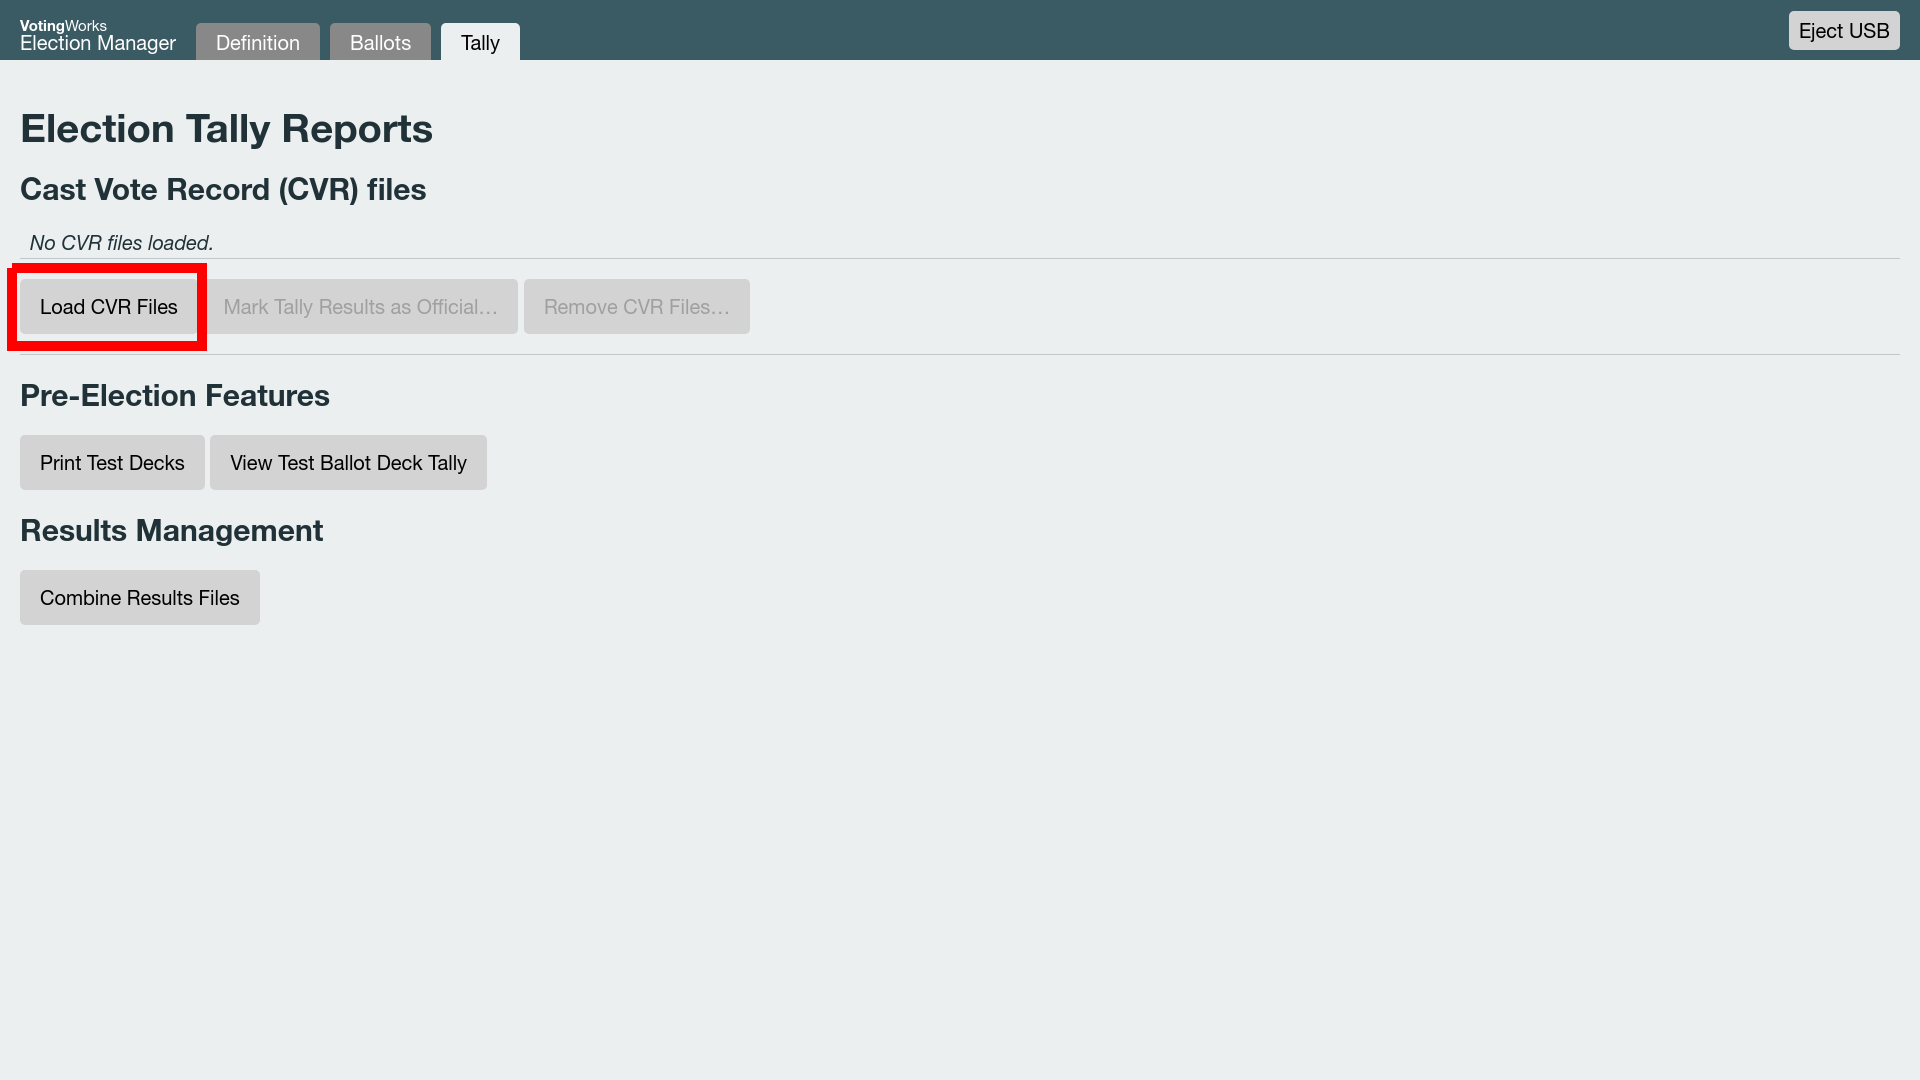 VotingWorks
Election Manager
Definition
Ballots
Tally
Eject USB
Election Tally Reports
Cast Vote Record (CVR) files
No CVR files loaded.
Load CVR Files
Mark Tally Results as Official…
Remove CVR Files…
Pre-Election Features
Print Test Decks
View Test Ballot Deck Tally
Results Management
Combine Results Files